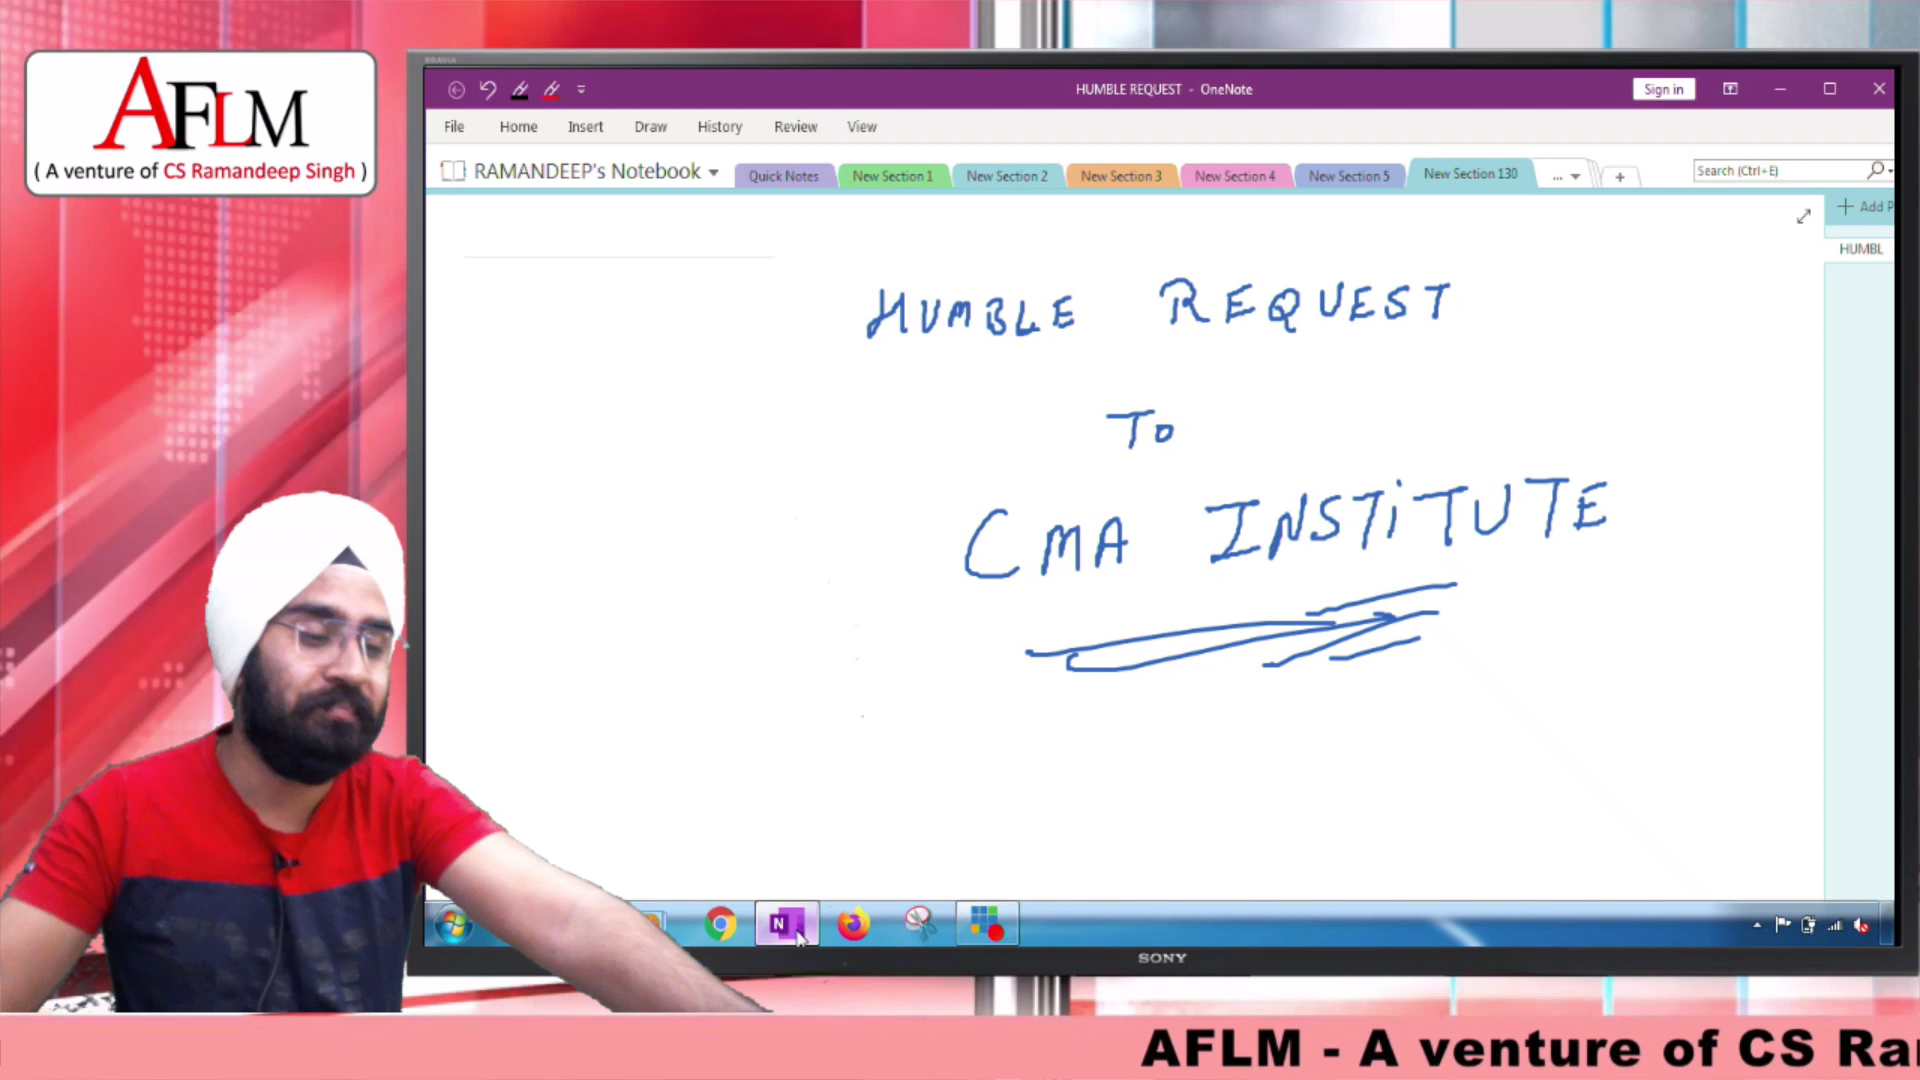 AFLM
( A venture of CS Ramandeep Singh )
BRAVIA
HUMBLE REQUEST - OneNote
Sign in
File Home Insert Draw History Review View
RAMANDEEP's Notebook
Quick Notes New Section 1 New Section 2 New Section 3 New Section 4 New Section 5 New Section 130 ...
Search (Ctrl+E)
Add P
HUMBL
HUMBLE REQUEST
To
CMA INSTITUTE
N
SONY
AFLM - A venture of CS Ra